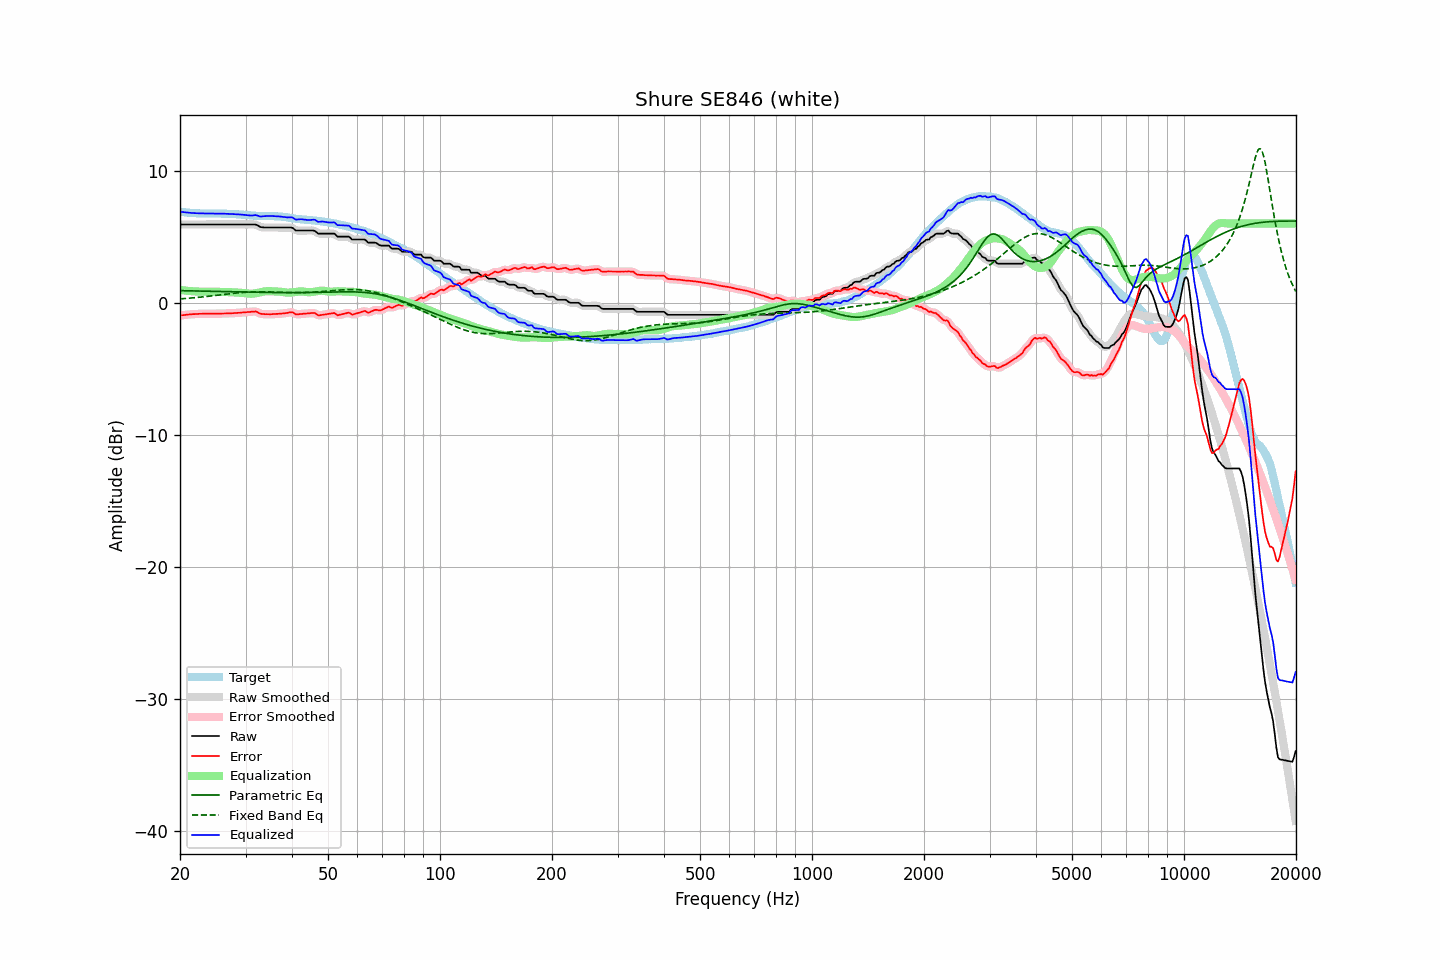 Shure SE846 (white)
Amplitude (dBr)
10
0
−10
−20
−30
−40
Target
Raw Smoothed
Error Smoothed
Raw
Error
Equalization
Parametric Eq
Fixed Band Eq
Equalized
20 50 100 200 500 1000 2000 5000 10000 20000
Frequency (Hz)